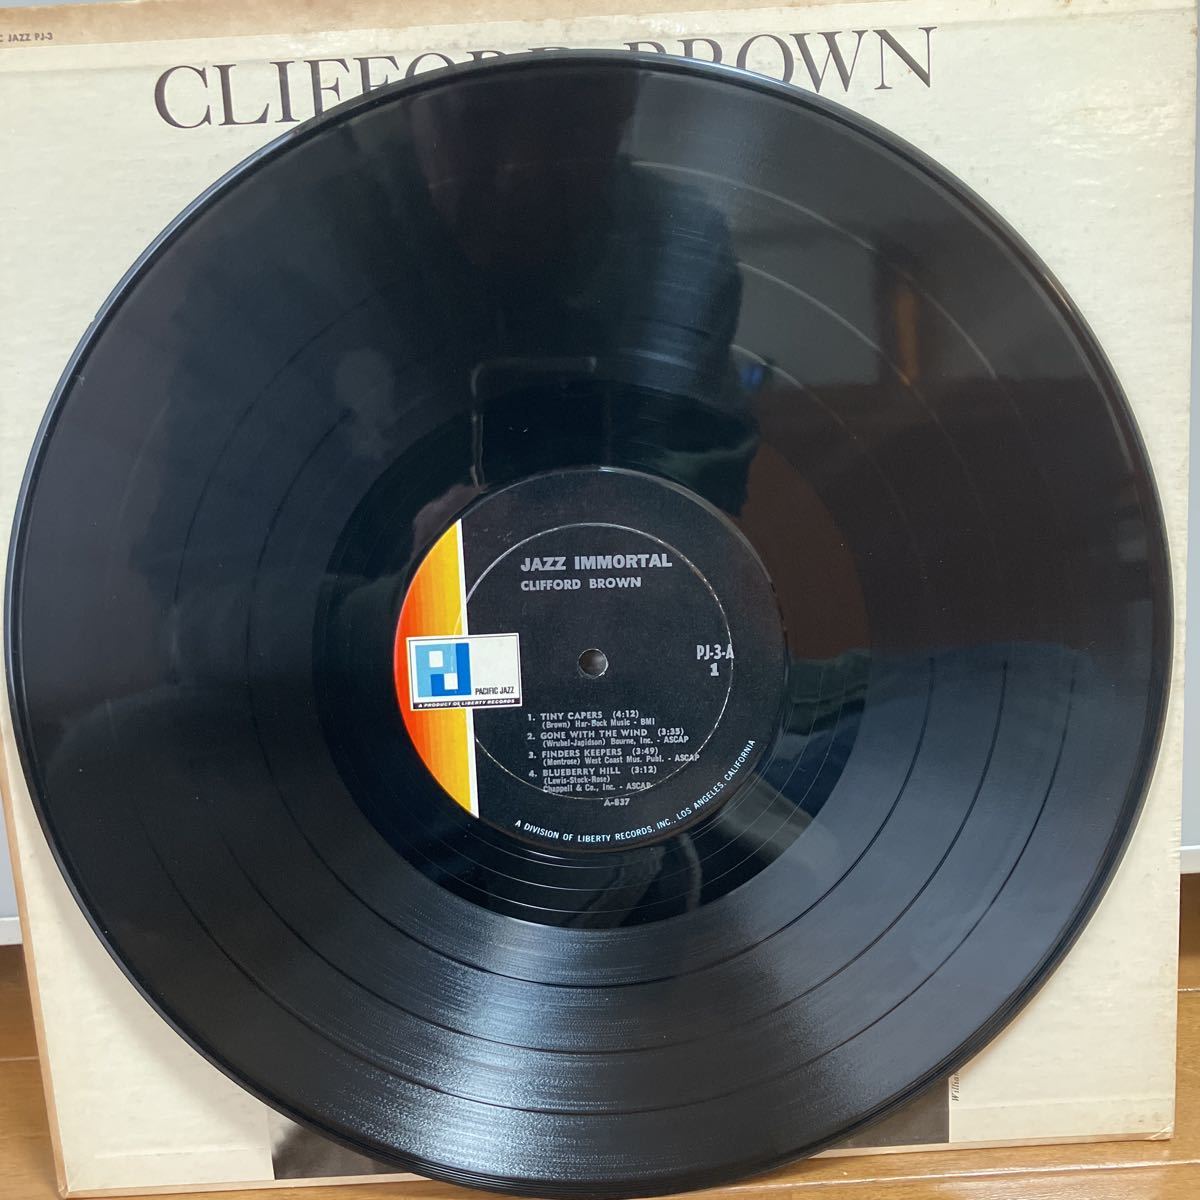 C JAZZ PJ-3
CLIFFORD BROWN
JAZZ IMMORTAL
CLIFFORD BROWN
PJ-3-A
1
PJ
PACIFIC JAZZ
A PRODUCT OF LIBERTY RECORDS
1. TINY CAPERS (4:12)
(Brown) Har-Bock Music - BMI
2. GONE WITH THE WIND (3:35)
(Wrubel-Jagidson) Bourne, Inc. - ASCAP
3. FINDERS KEEPERS (3:49)
(Montrose) West Coast Mus. Publ. - ASCAP
4. BLUEBERRY HILL (3:12)
(Lewis-Stock-Rose)
Chappell & Co., Inc. - ASCAP
A-837
A DIVISION OF LIBERTY RECORDS, INC., LOS ANGELES, CALIFORNIA